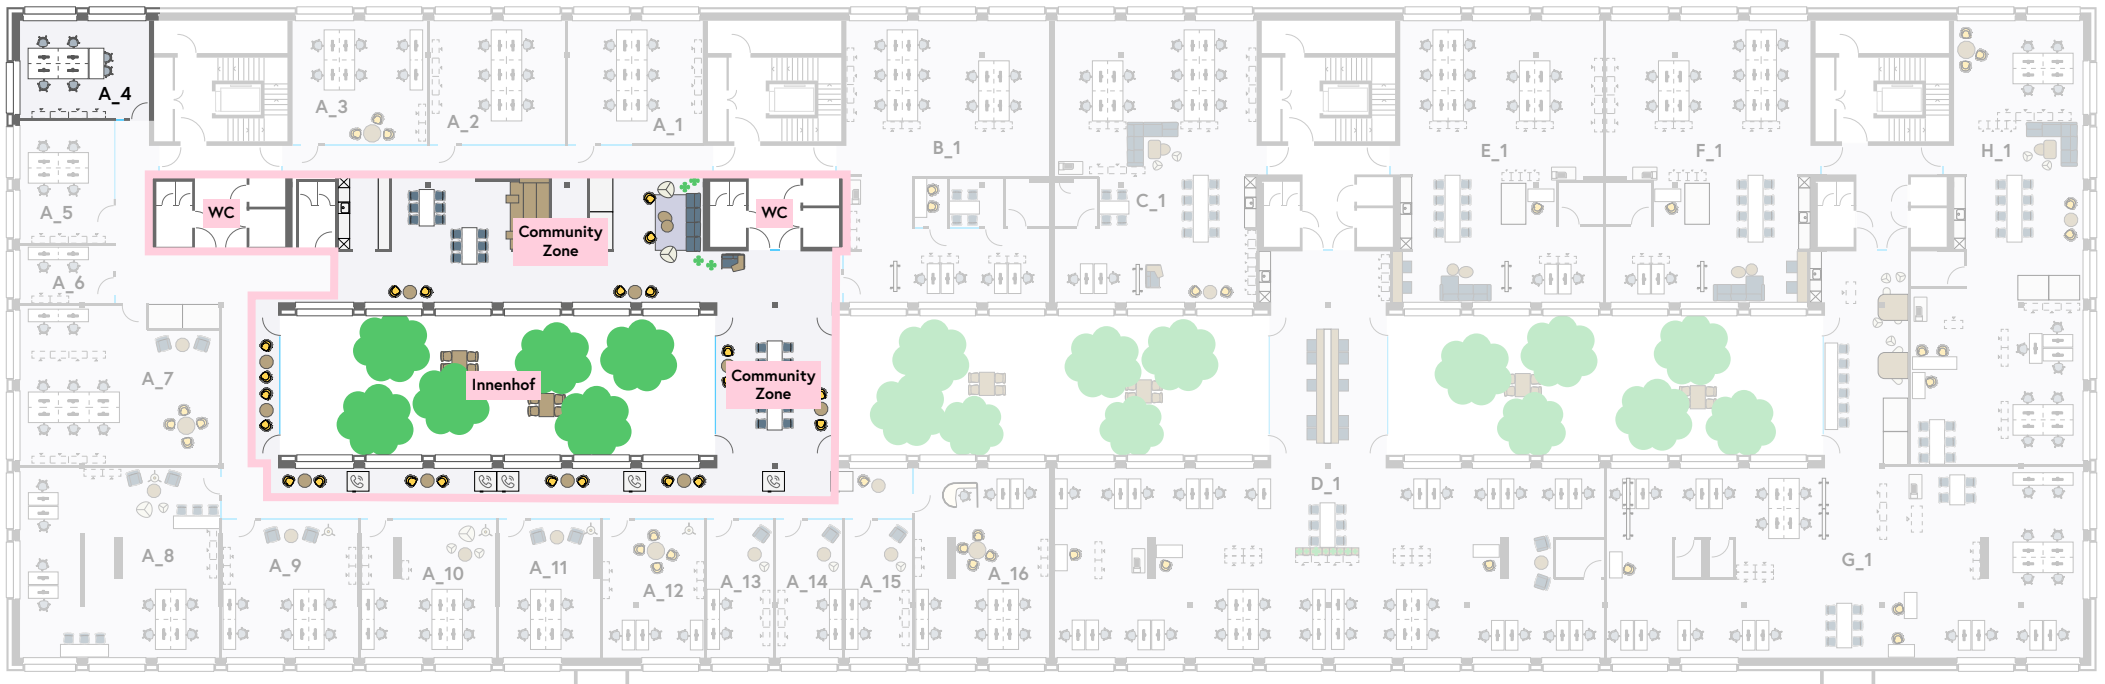 A_4
A_3
A_2
A_1
B_1
C_1
E_1
F_1
H_1
A_5
WC
Community
Zone
WC
A_6
A_7
Innenhof
Community
Zone
D_1
A_8
A_9
A_10
A_11
A_12
A_13
A_14
A_15
A_16
G_1